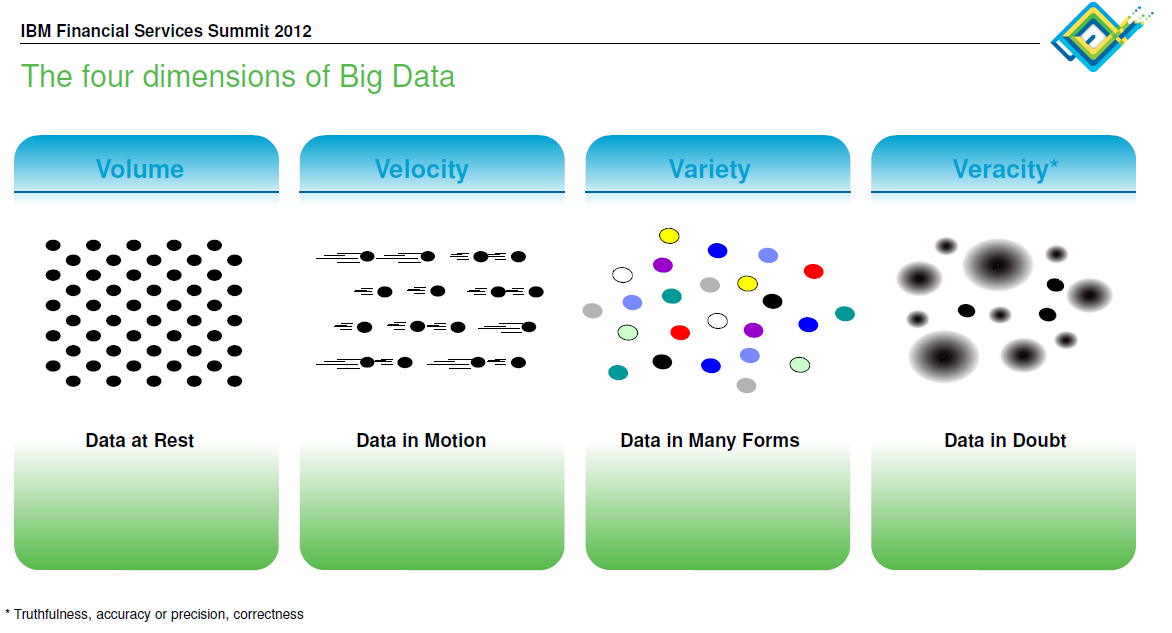 IBM Financial Services Summit 2012
The four dimensions of Big Data
Volume
Velocity
Variety
Veracity*
Data at Rest
Data in Motion
Data in Many Forms
Data in Doubt
* Truthfulness, accuracy or precision, correctness